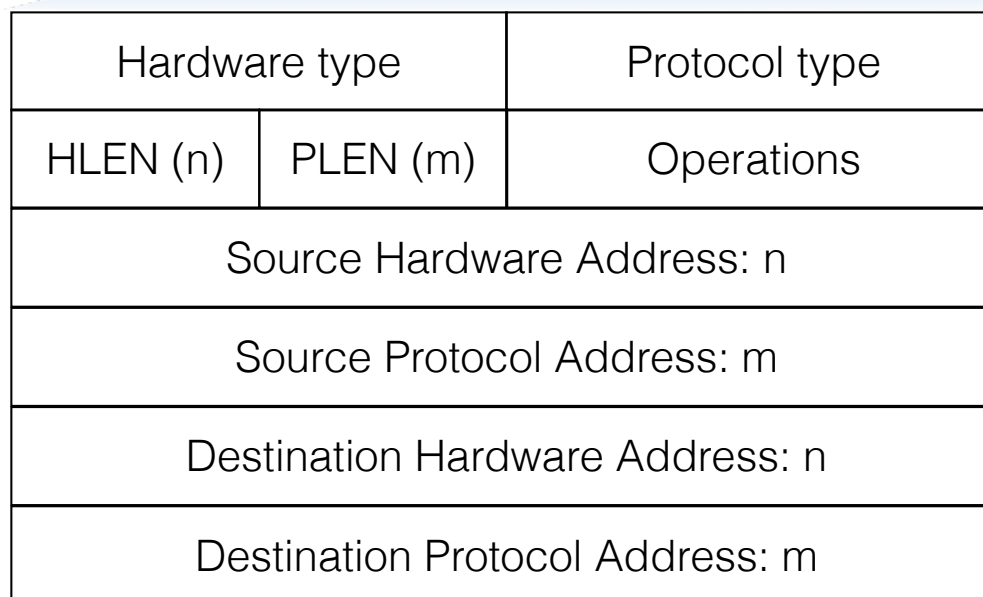 Hardware type Protocol type
HLEN (n) PLEN (m) Operations
Source Hardware Address: n
Source Protocol Address: m
Destination Hardware Address: n
Destination Protocol Address: m